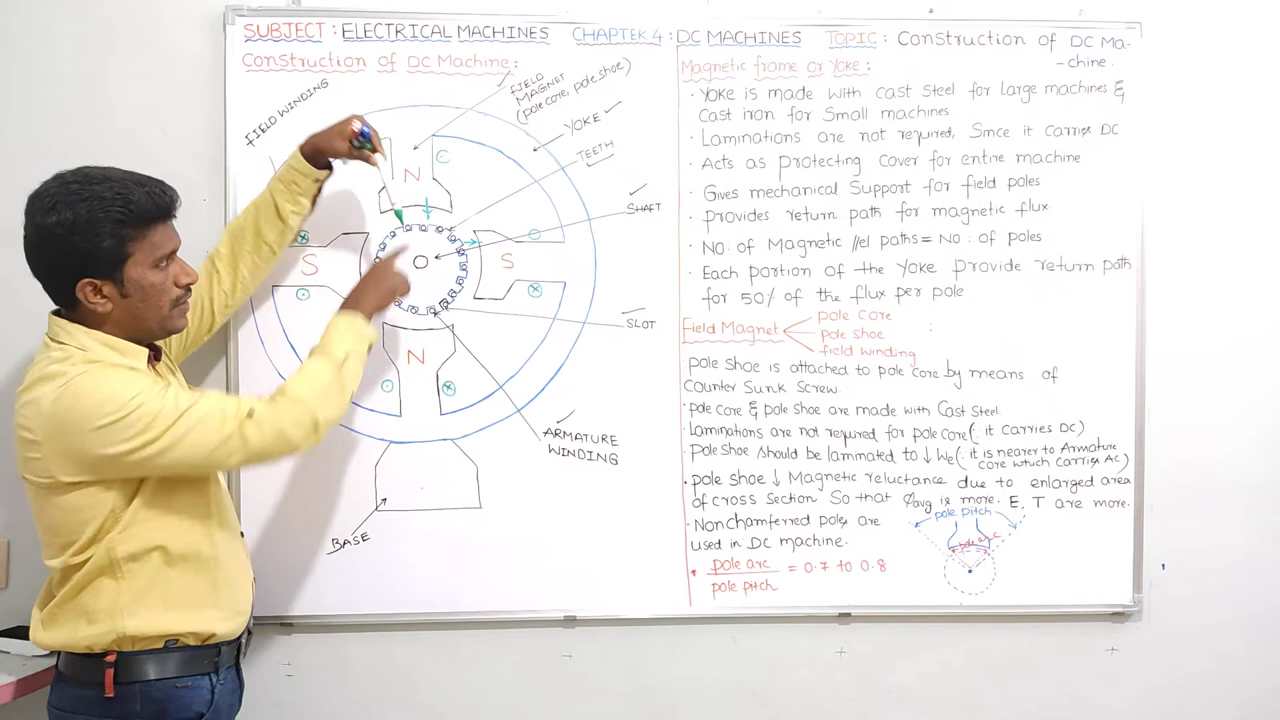 SUBJECT : ELECTRICAL MACHINES CHAPTER 4 : DC MACHINES TOPIC : Construction of DC Ma-
- chine.
Construction of DC Machine :
FIELD WINDING
FIELD
MAGNET
(pole core, pole shoe)
YOKE
TEETH
SHAFT
SLOT
ARMATURE
WINDING
BASE
N
S
S
N
Magnetic frame or Yoke :
· Yoke is made with cast Steel for Large machines &
Cast iron for Small machines
· Laminations are not required, Since it carries DC
· Acts as protecting cover for entire machine
· Gives mechanical Support for field poles
· provides return path for magnetic flux
· No: of Magnetic //el paths = No: of poles
· Each portion of the Yoke provide return path
for 50% of the flux per pole
Field Magnet
pole core
pole shoe
field winding
· pole shoe is attached to pole core by means of
Counter Sunk Screw.
· pole core & pole shoe are made with Cast Steel.
· Laminations are not required for pole core (∵ it carries DC)
· Pole shoe should be laminated to ↓ We (∵ it is nearer to Armature
core which carries AC)
· pole shoe ↓ Magnetic reluctance due to enlarged area
of cross section So that φavg is more. E, T are more.
· Nonchamferred poles are
used in DC machine.
pole pitch
pole arc
· pole arc
pole pitch = 0.7 to 0.8